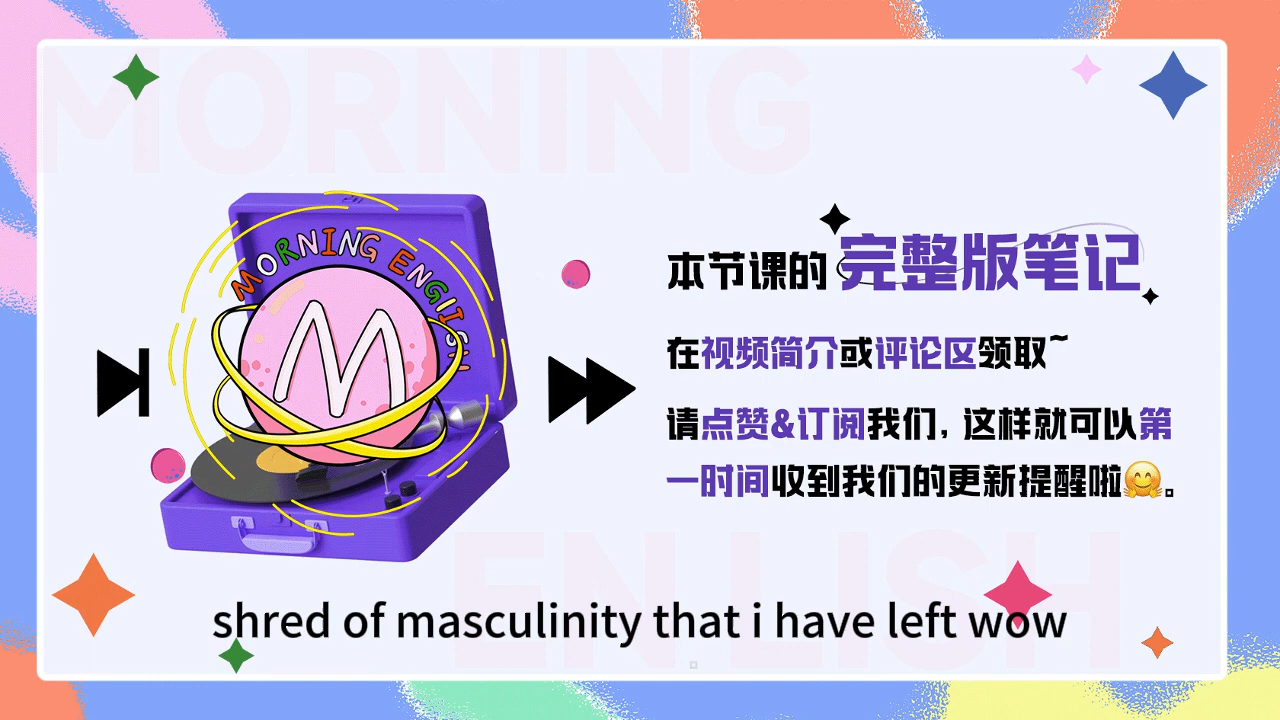 MORNING
MORNING ENGlISH
M
本节课的 完整版笔记
在视频简介或评论区领取~
请点赞&订阅我们，这样就可以第
一时间收到我们的更新提醒啦🤗。
EN LISH
shred of masculinity that i have left wow